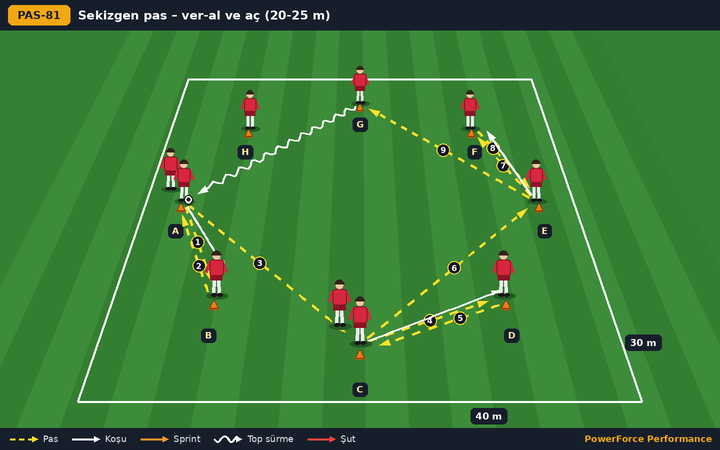 PAS-81 Sekizgen pas – ver-al ve aç (20-25 m)
G
H
F
9
8
7
A
E
1
2
3
6
B
4
5
D
C
30 m
40 m
Pas Koşu Sprint Top sürme Şut PowerForce Performance